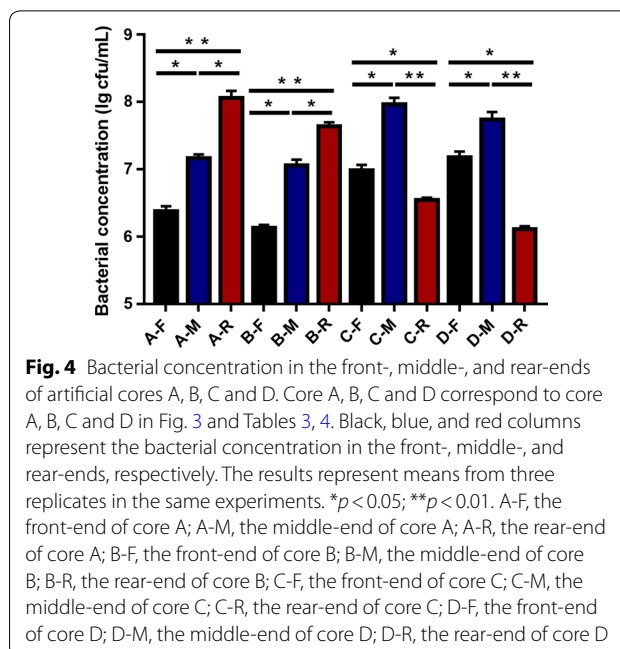 Bacterial concentration (lg cfu/mL)
9
8
7
6
5
* *
* *
* *
* *
*
* **
*
* **
A-F
A-M
A-R
B-F
B-M
B-R
C-F
C-M
C-R
D-F
D-M
D-R
Fig. 4 Bacterial concentration in the front-, middle-, and rear-ends
of artificial cores A, B, C and D. Core A, B, C and D correspond to core
A, B, C and D in Fig. 3 and Tables 3, 4. Black, blue, and red columns
represent the bacterial concentration in the front-, middle-, and
rear-ends, respectively. The results represent means from three
replicates in the same experiments. *p < 0.05; **p < 0.01. A-F, the
front-end of core A; A-M, the middle-end of core A; A-R, the rear-end
of core A; B-F, the front-end of core B; B-M, the middle-end of core
B; B-R, the rear-end of core B; C-F, the front-end of core C; C-M, the
middle-end of core C; C-R, the rear-end of core C; D-F, the front-end
of core D; D-M, the middle-end of core D; D-R, the rear-end of core D